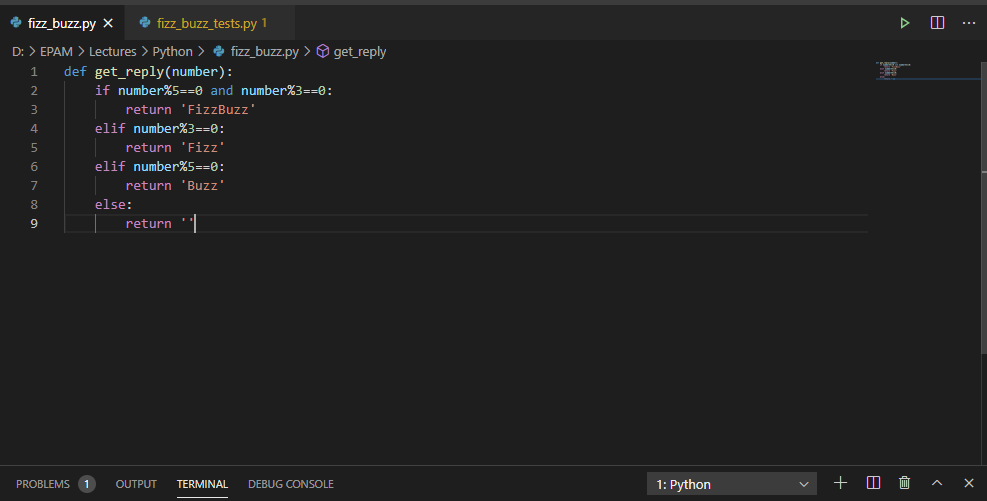 fizz_buzz.py
fizz_buzz_tests.py 1
D: > EPAM > Lectures > Python > fizz_buzz.py > get_reply
1 def get_reply(number):
2 if number%5==0 and number%3==0:
3 return 'FizzBuzz'
4 elif number%3==0:
5 return 'Fizz'
6 elif number%5==0:
7 return 'Buzz'
8 else:
9 return ''
PROBLEMS 1 OUTPUT TERMINAL DEBUG CONSOLE 1: Python